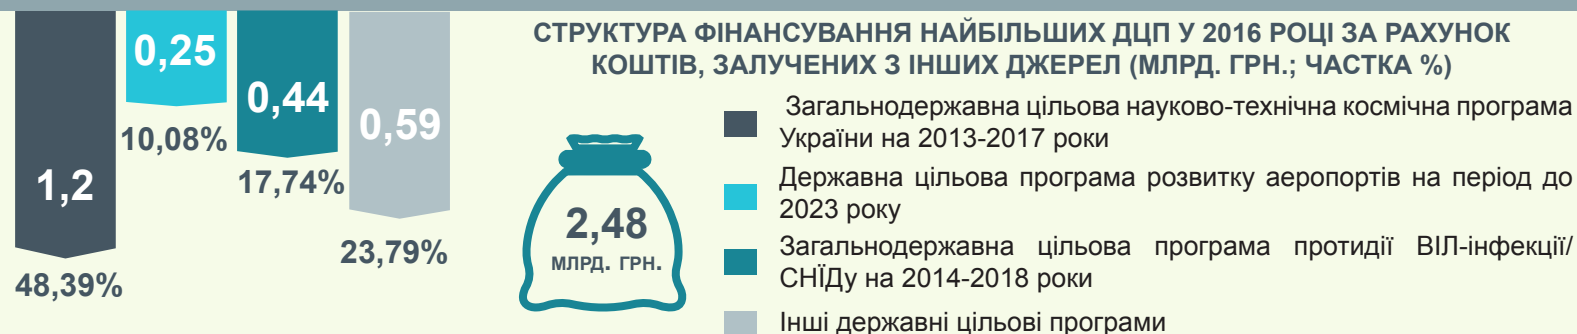 0,25
0,44
0,59
1,2
10,08%
17,74%
23,79%
48,39%
СТРУКТУРА ФІНАНСУВАННЯ НАЙБІЛЬШИХ ДЦП У 2016 РОЦІ ЗА РАХУНОК
КОШТІВ, ЗАЛУЧЕНИХ З ІНШИХ ДЖЕРЕЛ (МЛРД. ГРН.; ЧАСТКА %)
2,48
МЛРД. ГРН.
Загальнодержавна цільова науково-технічна космічна програма
України на 2013-2017 роки
Державна цільова програма розвитку аеропортів на період до
2023 року
Загальнодержавна цільова програма протидії ВІЛ-інфекції/
СНЇДу на 2014-2018 роки
Інші державні цільові програми